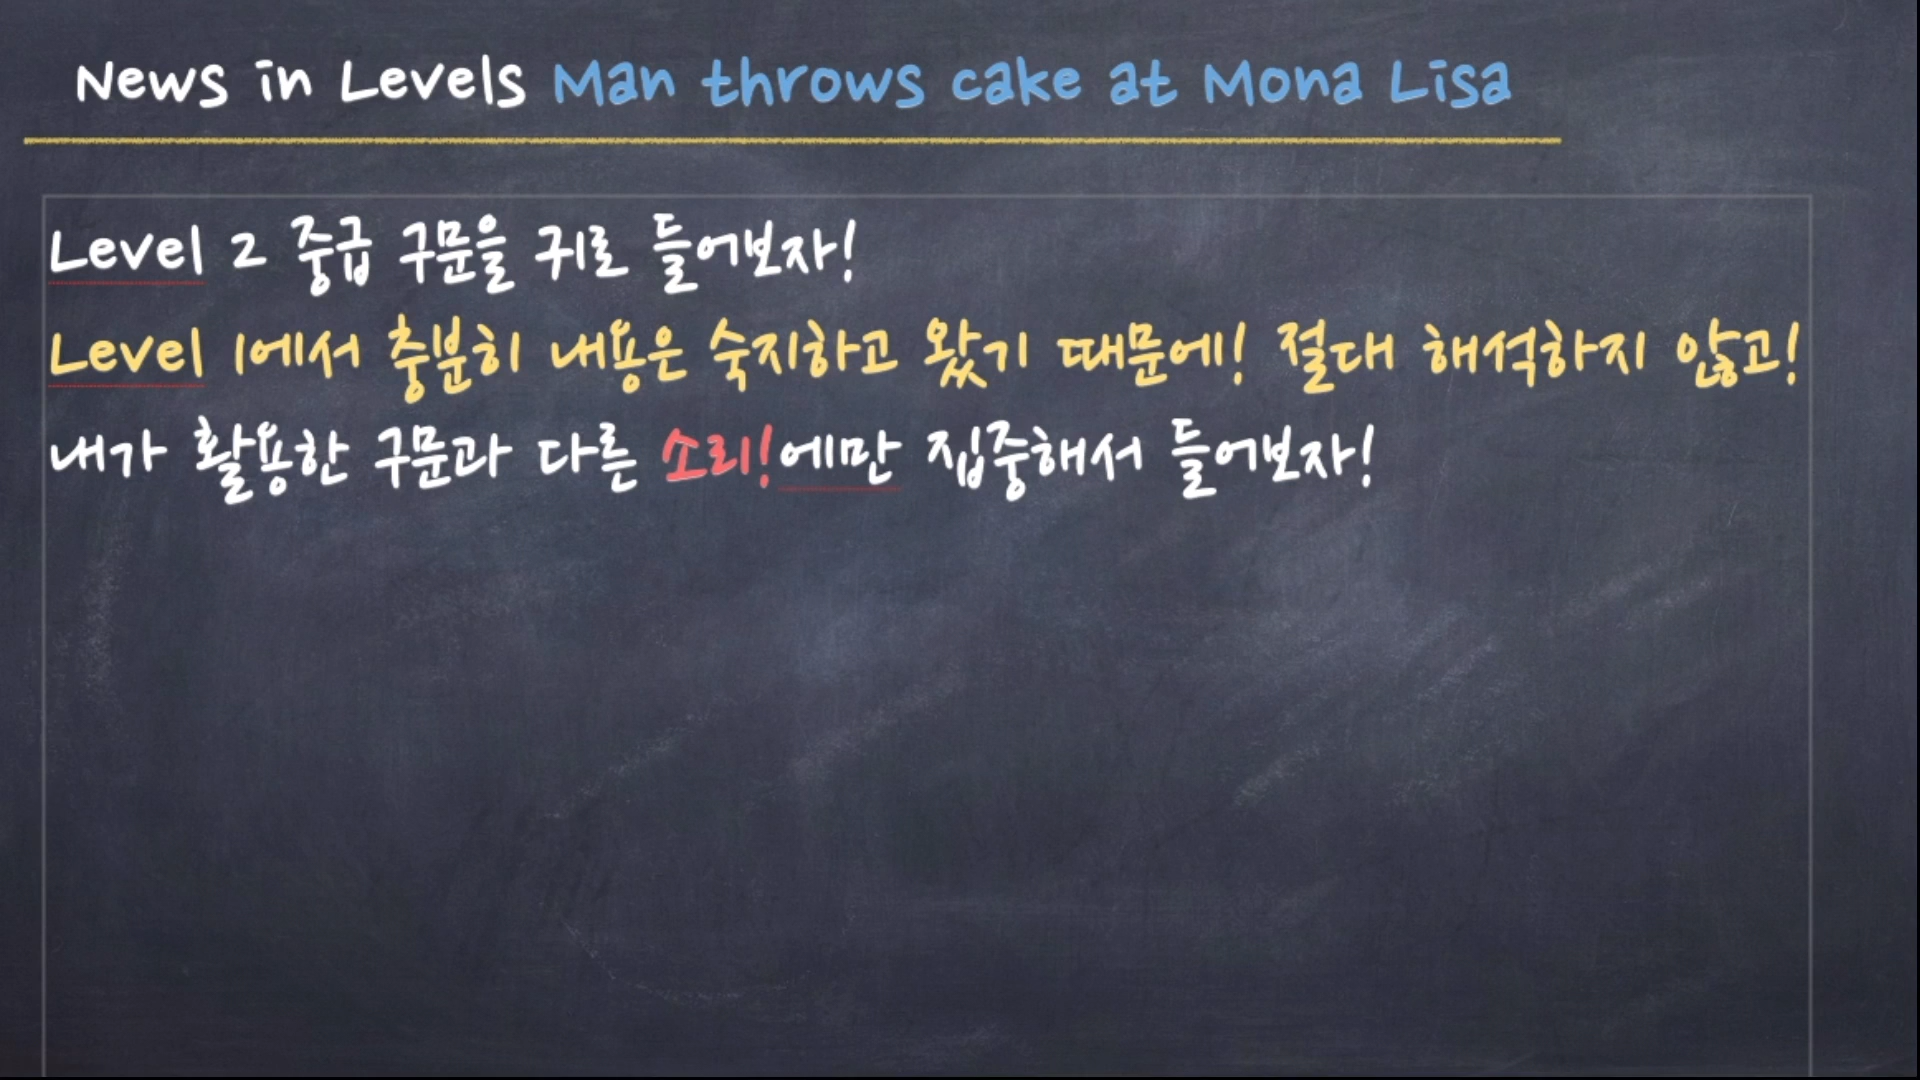 News in Levels Man throws cake at Mona Lisa
Level 2 중급 구문을 귀로 들어보자!
Level 1에서 충분히 내용은 숙지하고 왔기 때문에! 절대 해석하지 않고!
내가 활용한 구문과 다른 소리!에만 집중해서 들어보자!